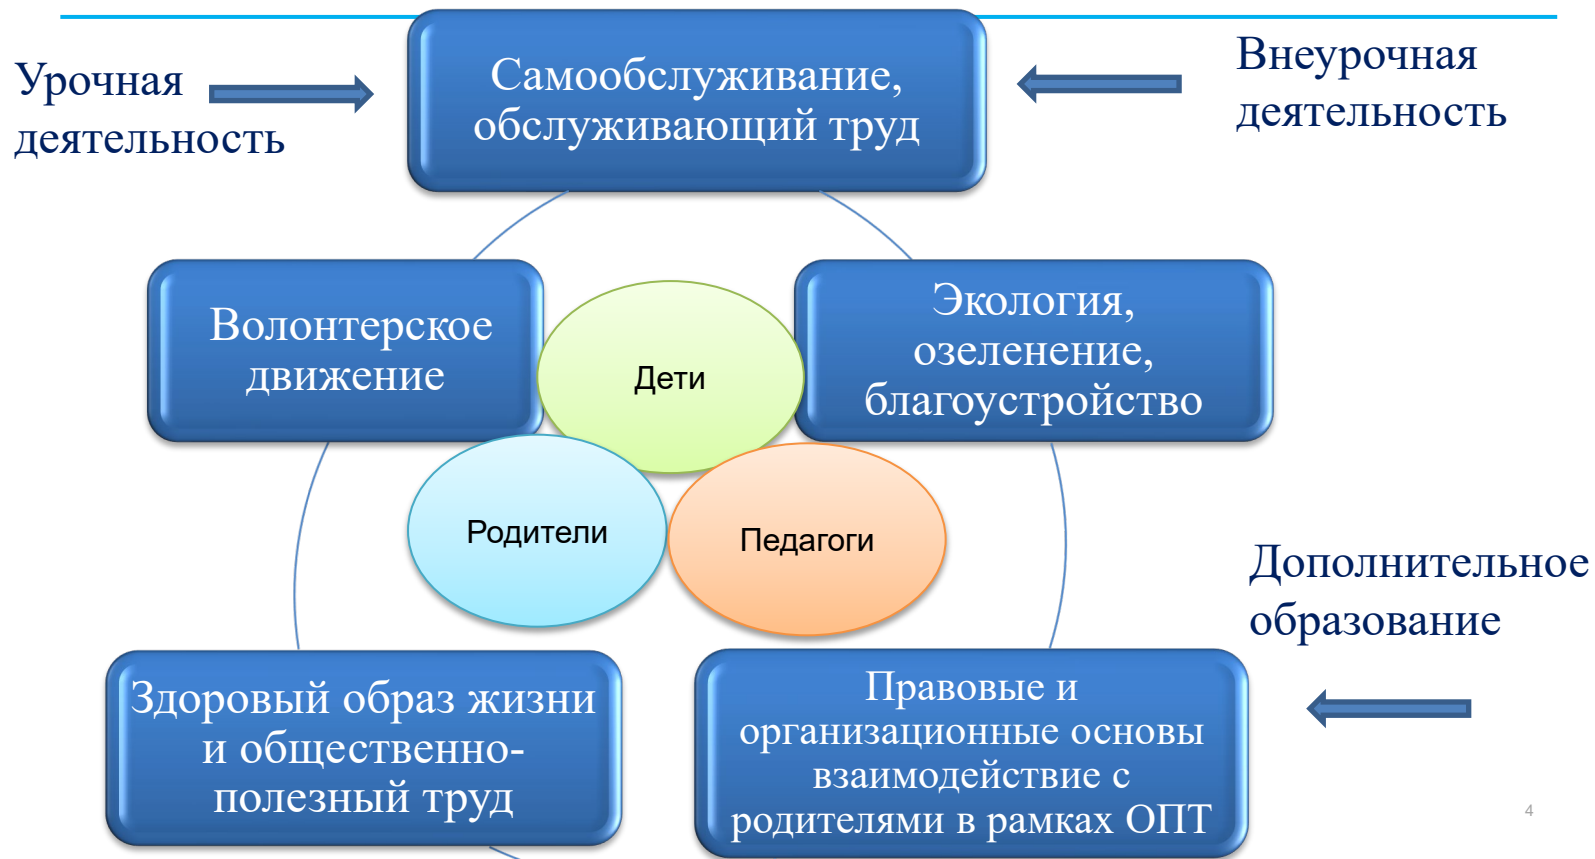 Урочная
деятельность
Самообслуживание,
обслуживающий труд
Внеурочная
деятельность
Волонтерское
движение
Дети
Экология,
озеленение,
благоустройство
Родители
Педагоги
Дополнительное
образование
Здоровый образ жизни
и общественно-
полезный труд
Правовые и
организационные основы
взаимодействие с
родителями в рамках ОПТ
4